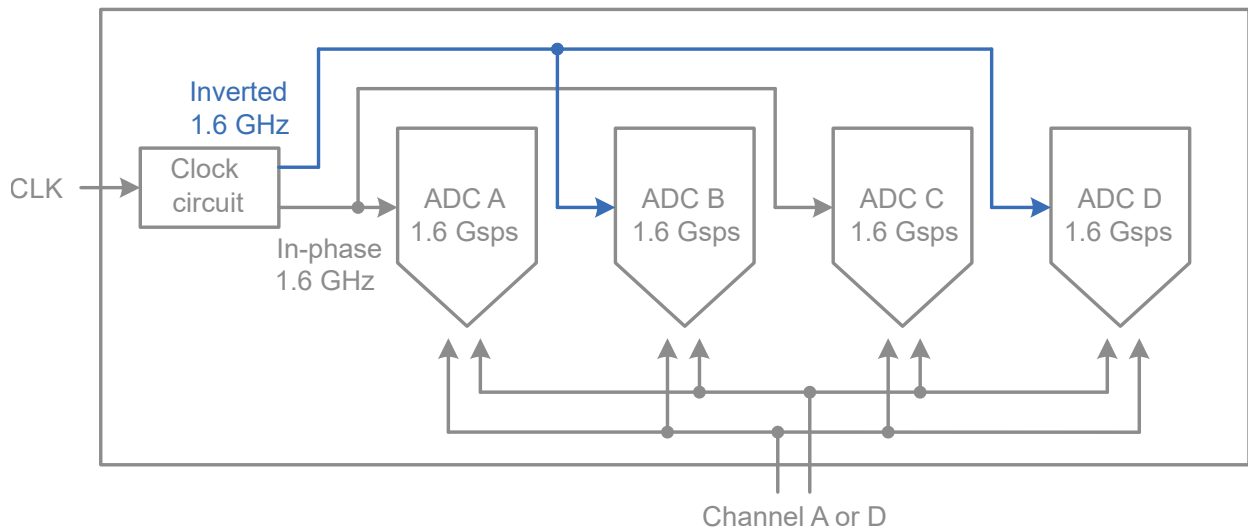 Inverted
1.6 GHz
CLK
Clock
circuit
In-phase
1.6 GHz
ADC A
1.6 Gsps
ADC B
1.6 Gsps
ADC C
1.6 Gsps
ADC D
1.6 Gsps
Channel A or D